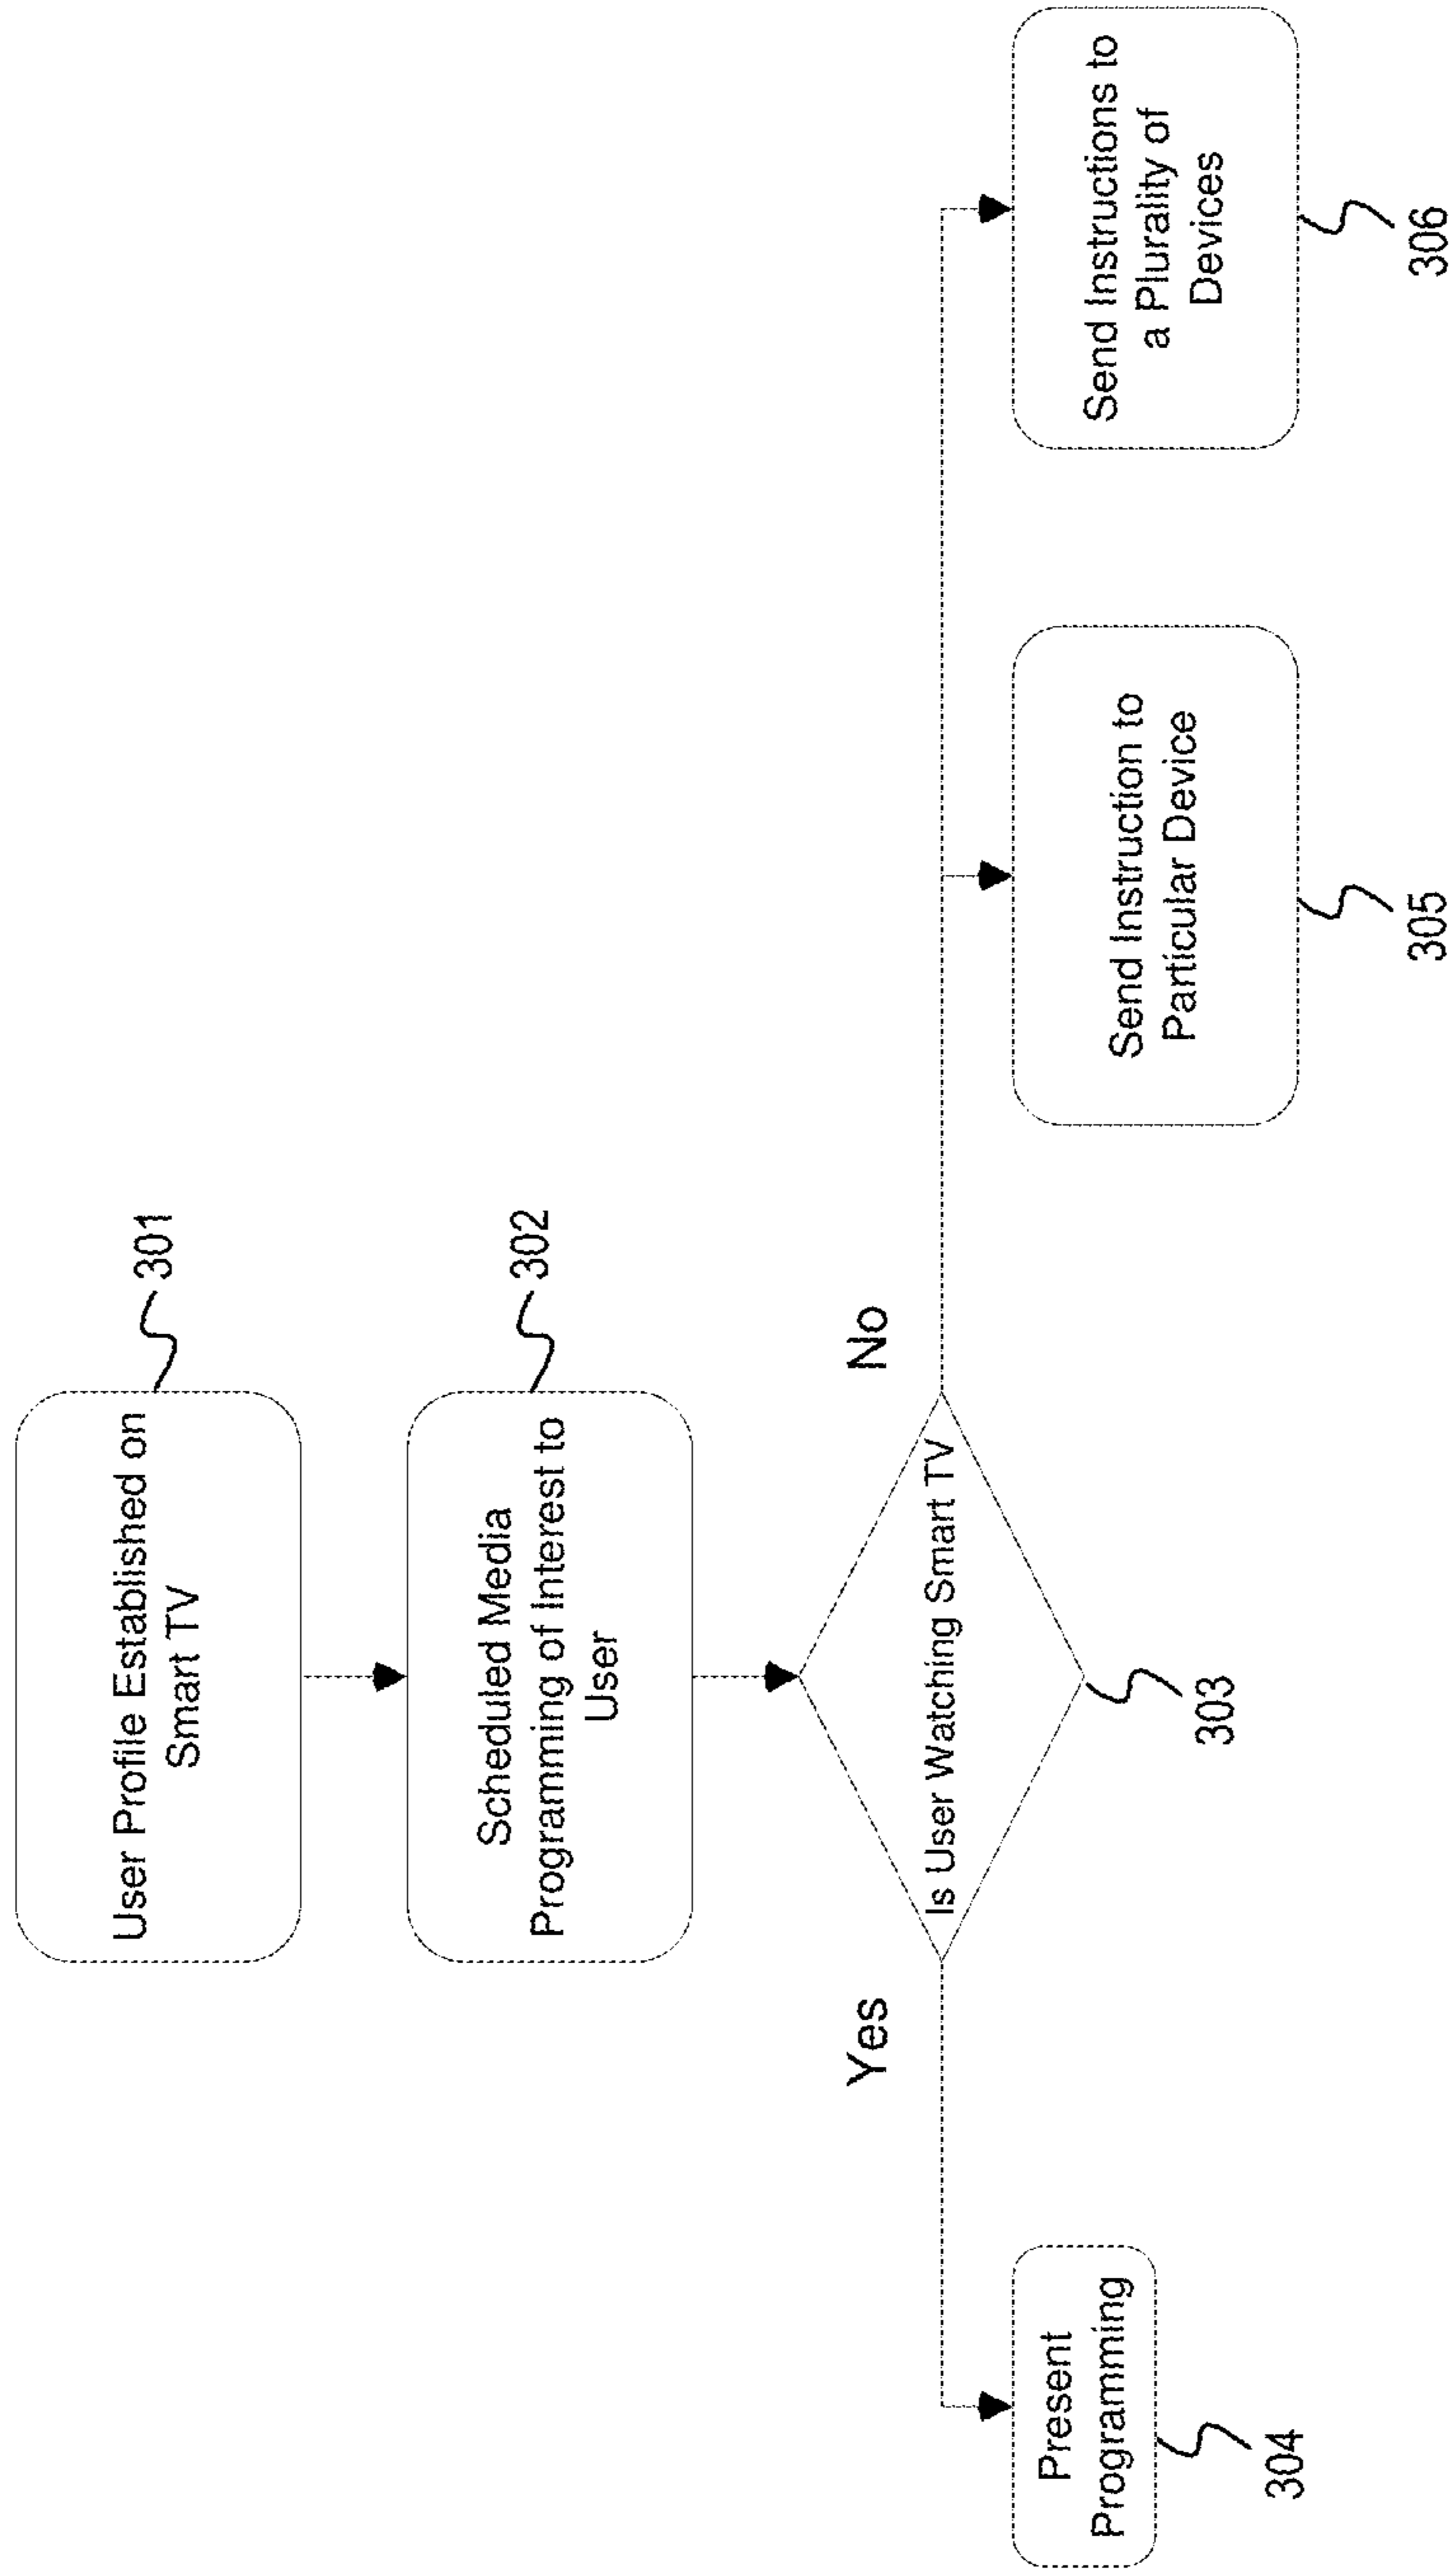 User Profile Established on
Smart TV
301
Scheduled Media
Programming of Interest to
User
302
Is User Watching Smart TV
303
Yes
No
Present
Programming
304
Send Instruction to
Particular Device
305
Send Instructions to
a Plurality of
Devices
306